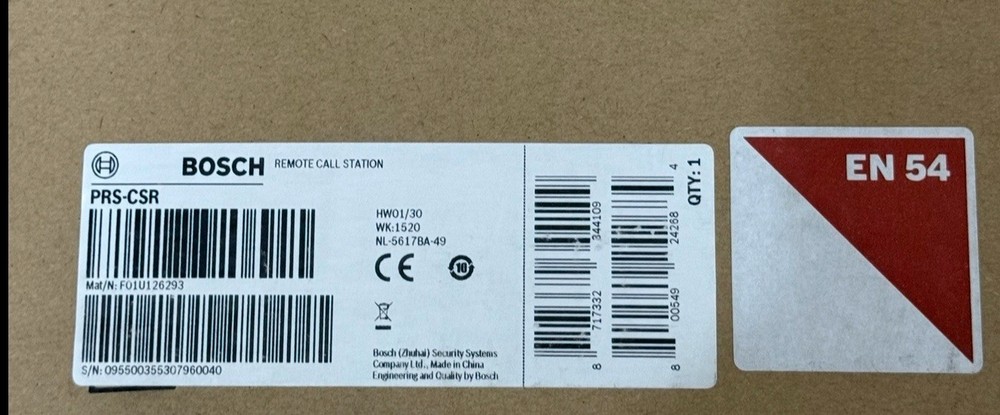 BOSCH REMOTE CALL STATION
PRS-CSR
Mat/N: F01U126293
S/N: 095500355307960040
HW01/30
WK:1520
NL-5617BA-49
CE
10
Bosch (Zhuhai) Security Systems
Company Ltd., Made in China
Engineering and Quality by Bosch
8 717332 344109
8 00549 24268 4
QTY: 1
EN 54